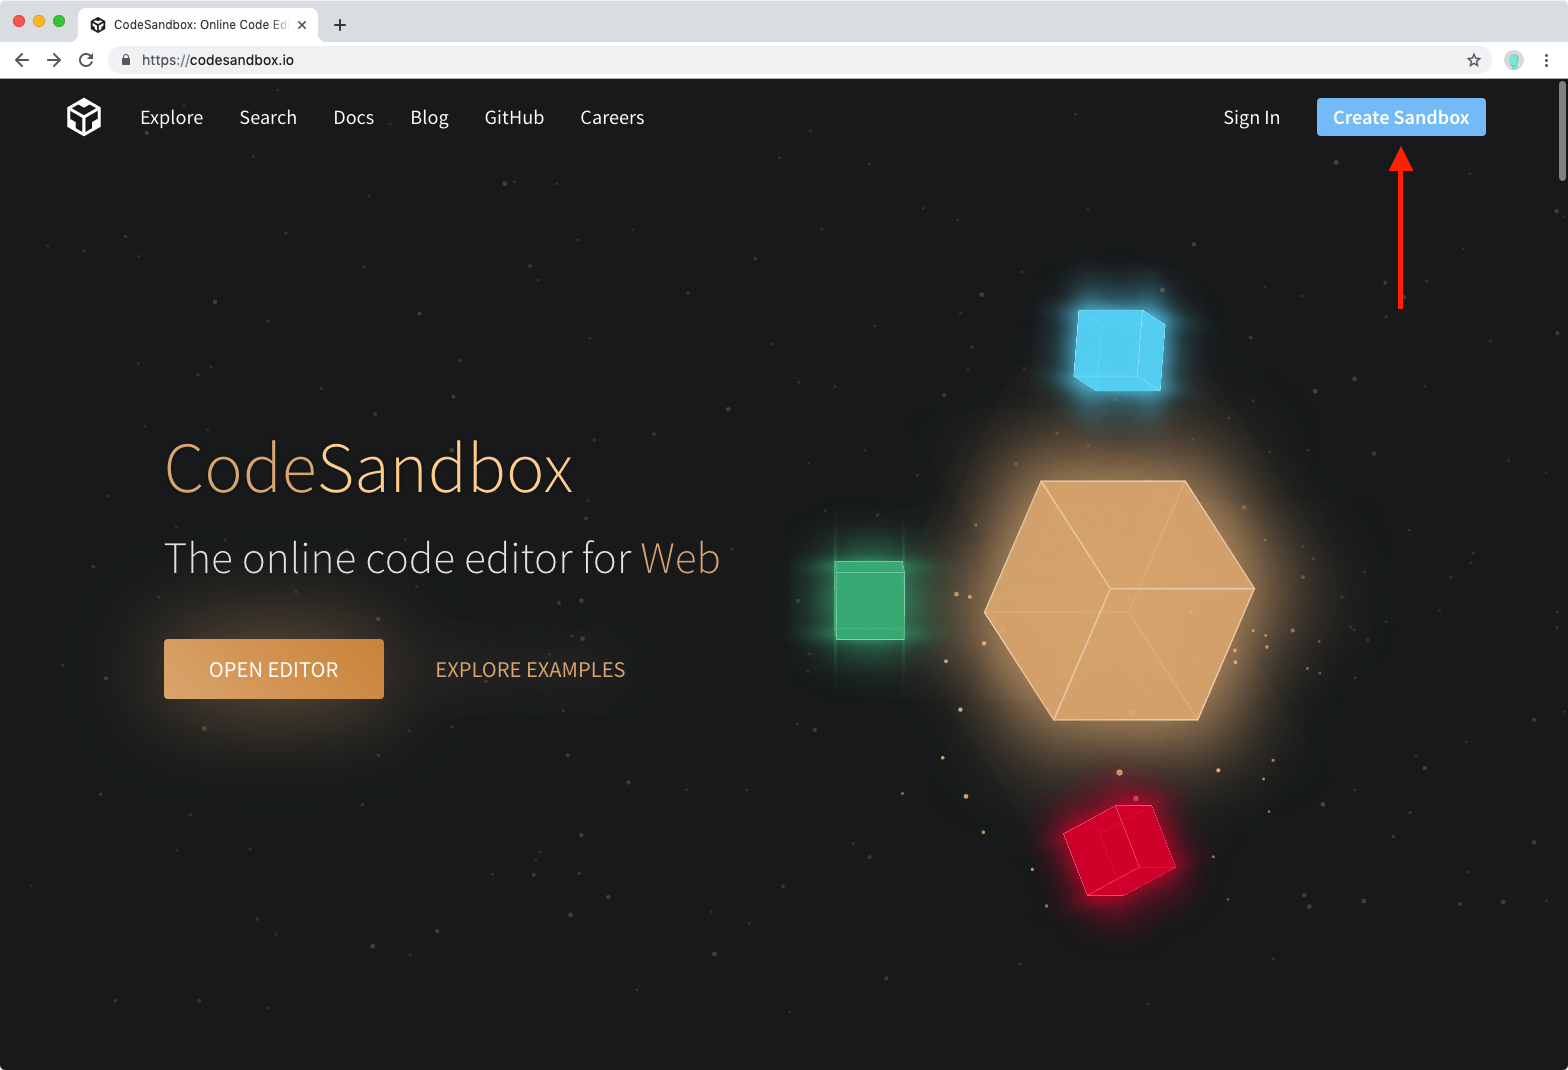 CodeSandbox: Online Code Ed
https://codesandbox.io
Explore Search Docs Blog GitHub Careers Sign In Create Sandbox
CodeSandbox
The online code editor for Web
OPEN EDITOR EXPLORE EXAMPLES